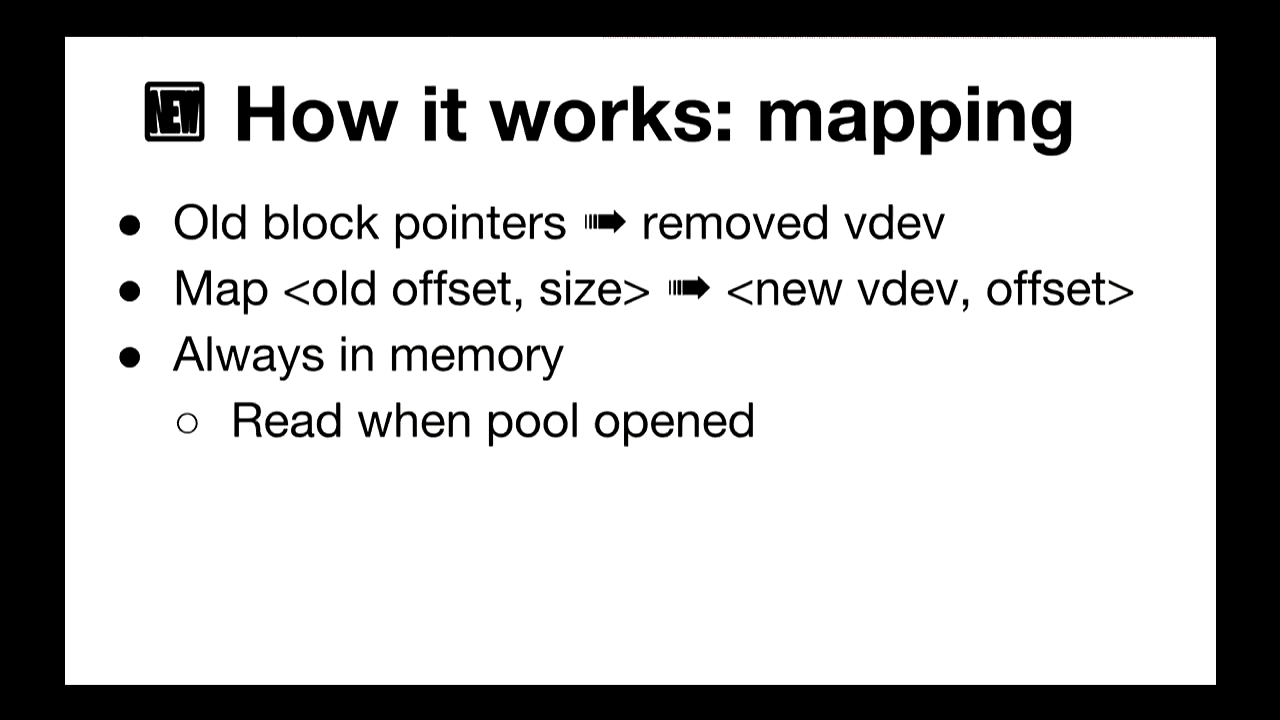 🆕 How it works: mapping
● Old block pointers ➠ removed vdev
● Map <old offset, size> ➠ <new vdev, offset>
● Always in memory
○ Read when pool opened